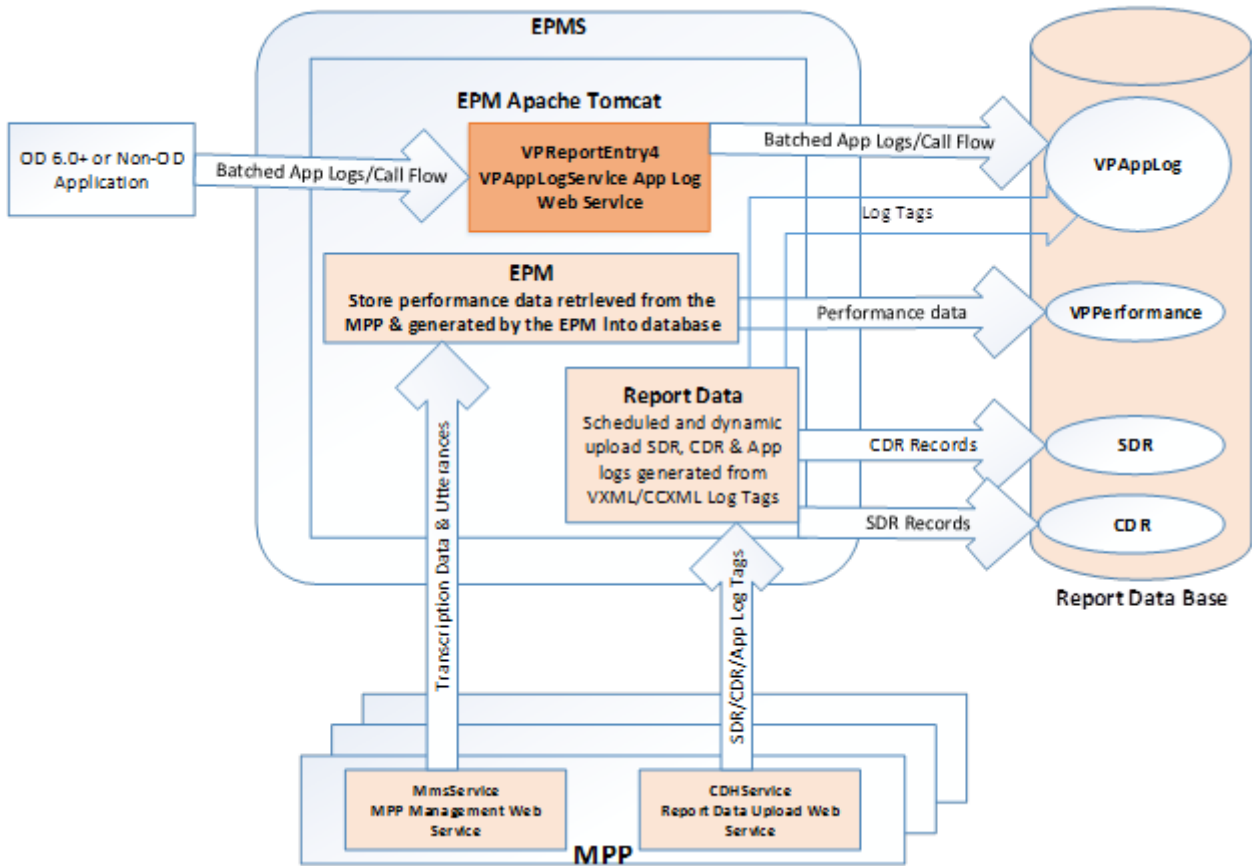 EPMS
EPM Apache Tomcat
OD 6.0+ or Non-OD
Application
Batched App Logs/Call Flow
VPReportEntry4
VPAppLogService App Log
Web Service
Batched App Logs/Call Flow
VPAppLog
Log Tags
EPM
Store performance data retrieved from the
MPP & generated by the EPM into database
Performance data
VPPerformance
Report Data
Scheduled and dynamic
upload SDR, CDR & App
logs generated from
VXML/CCXML Log Tags
CDR Records
SDR
SDR Records
CDR
Report Data Base
Transcription Data & Utterances
SDR/CDR/App Log Tags
MmsService
MPP Management Web
Service
CDHService
Report Data Upload Web
Service
MPP